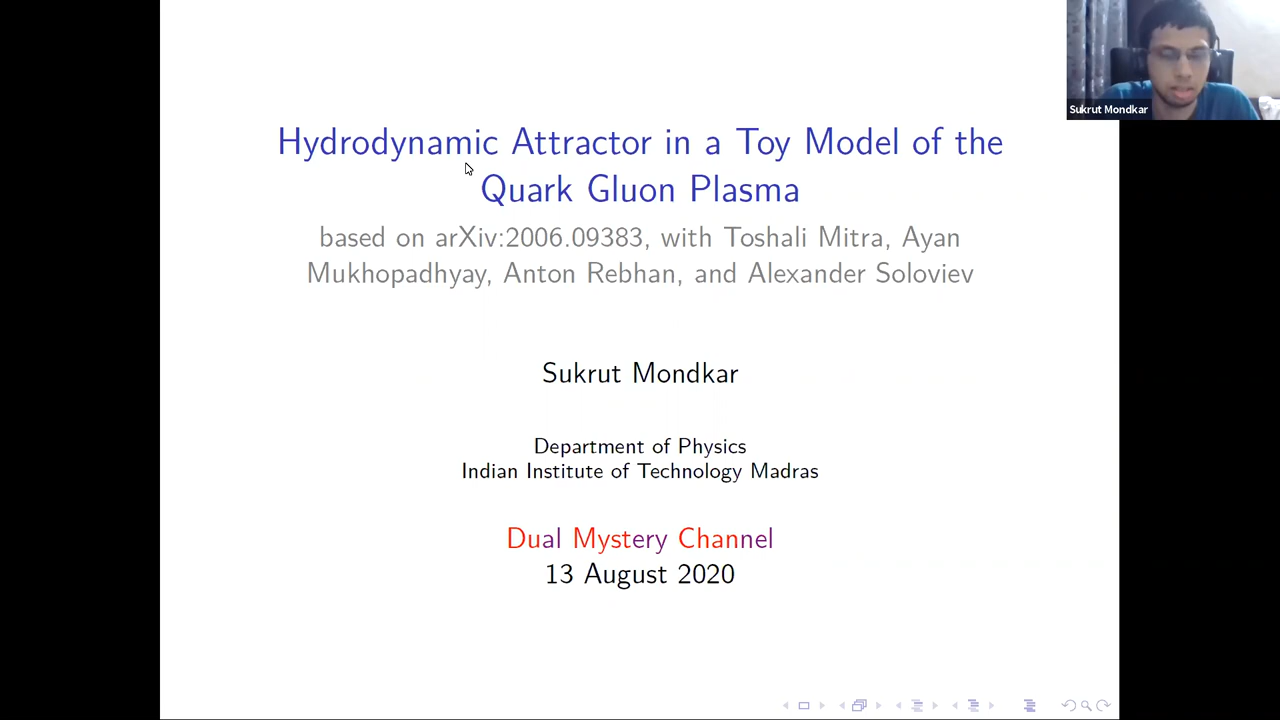 Hydrodynamic Attractor in a Toy Model of the
Quark Gluon Plasma
based on arXiv:2006.09383, with Toshali Mitra, Ayan
Mukhopadhyay, Anton Rebhan, and Alexander Soloviev
Sukrut Mondkar
Department of Physics
Indian Institute of Technology Madras
Dual Mystery Channel
13 August 2020
Sukrut Mondkar